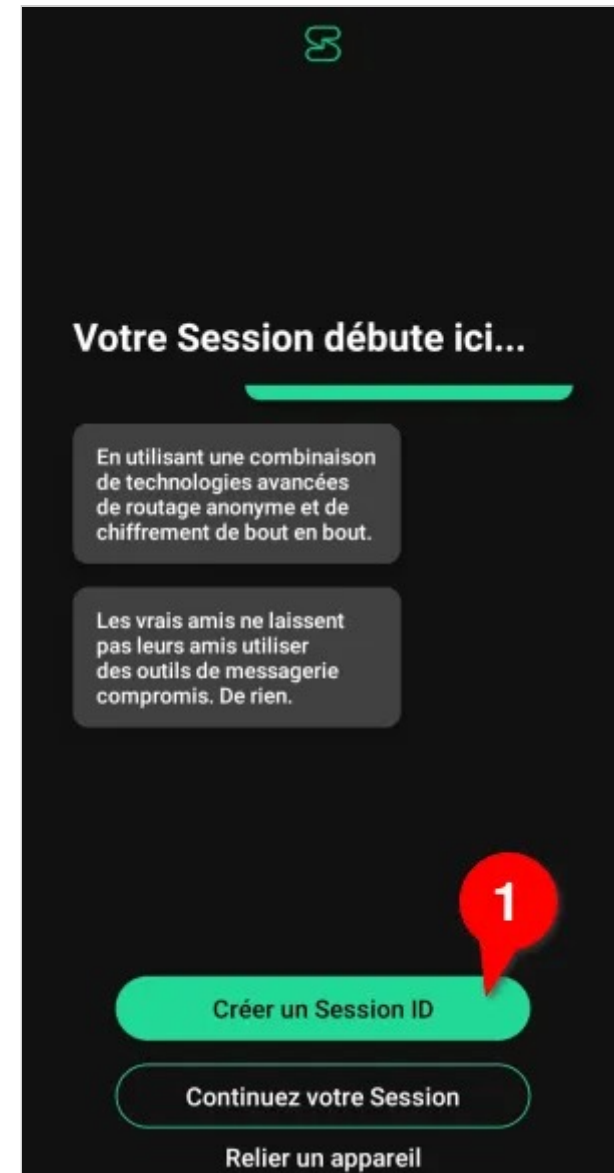 Votre Session débute ici...
En utilisant une combinaison
de technologies avancées
de routage anonyme et de
chiffrement de bout en bout.
Les vrais amis ne laissent
pas leurs amis utiliser
des outils de messagerie
compromis. De rien.
1
Créer un Session ID
Continuez votre Session
Relier un appareil